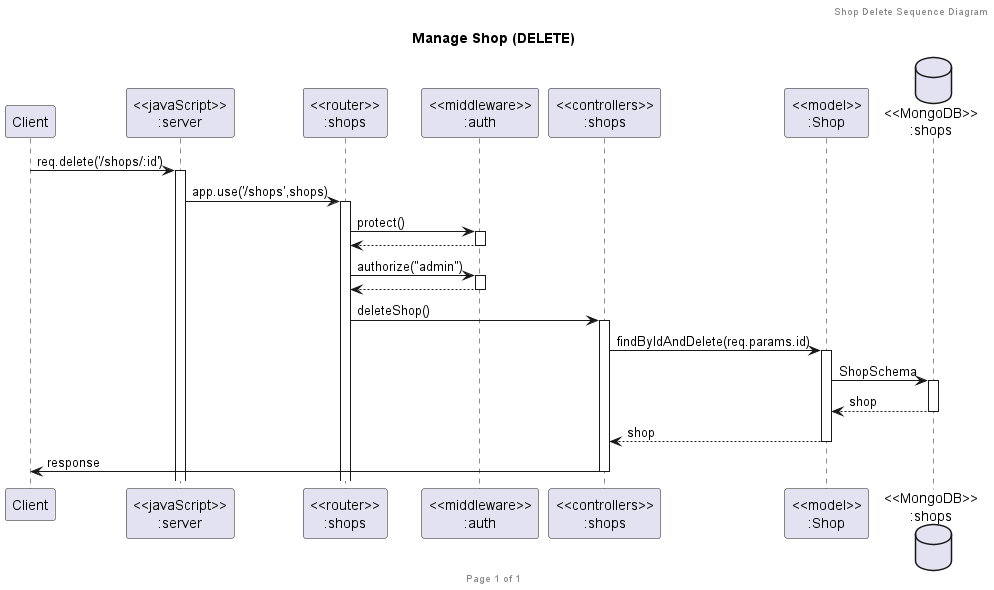 Shop Delete Sequence Diagram
Manage Shop (DELETE)
Client
<<javaScript>>
:server
<<router>>
:shops
<<middleware>>
:auth
<<controllers>>
:shops
<<model>>
:Shop
<<MongoDB>>
:shops
req.delete('/shops/:id')
app.use('/shops',shops)
protect()
authorize("admin")
deleteShop()
findByIdAndDelete(req.params.id)
ShopSchema
shop
shop
response
Client
<<javaScript>>
:server
<<router>>
:shops
<<middleware>>
:auth
<<controllers>>
:shops
<<model>>
:Shop
<<MongoDB>>
:shops
Page 1 of 1